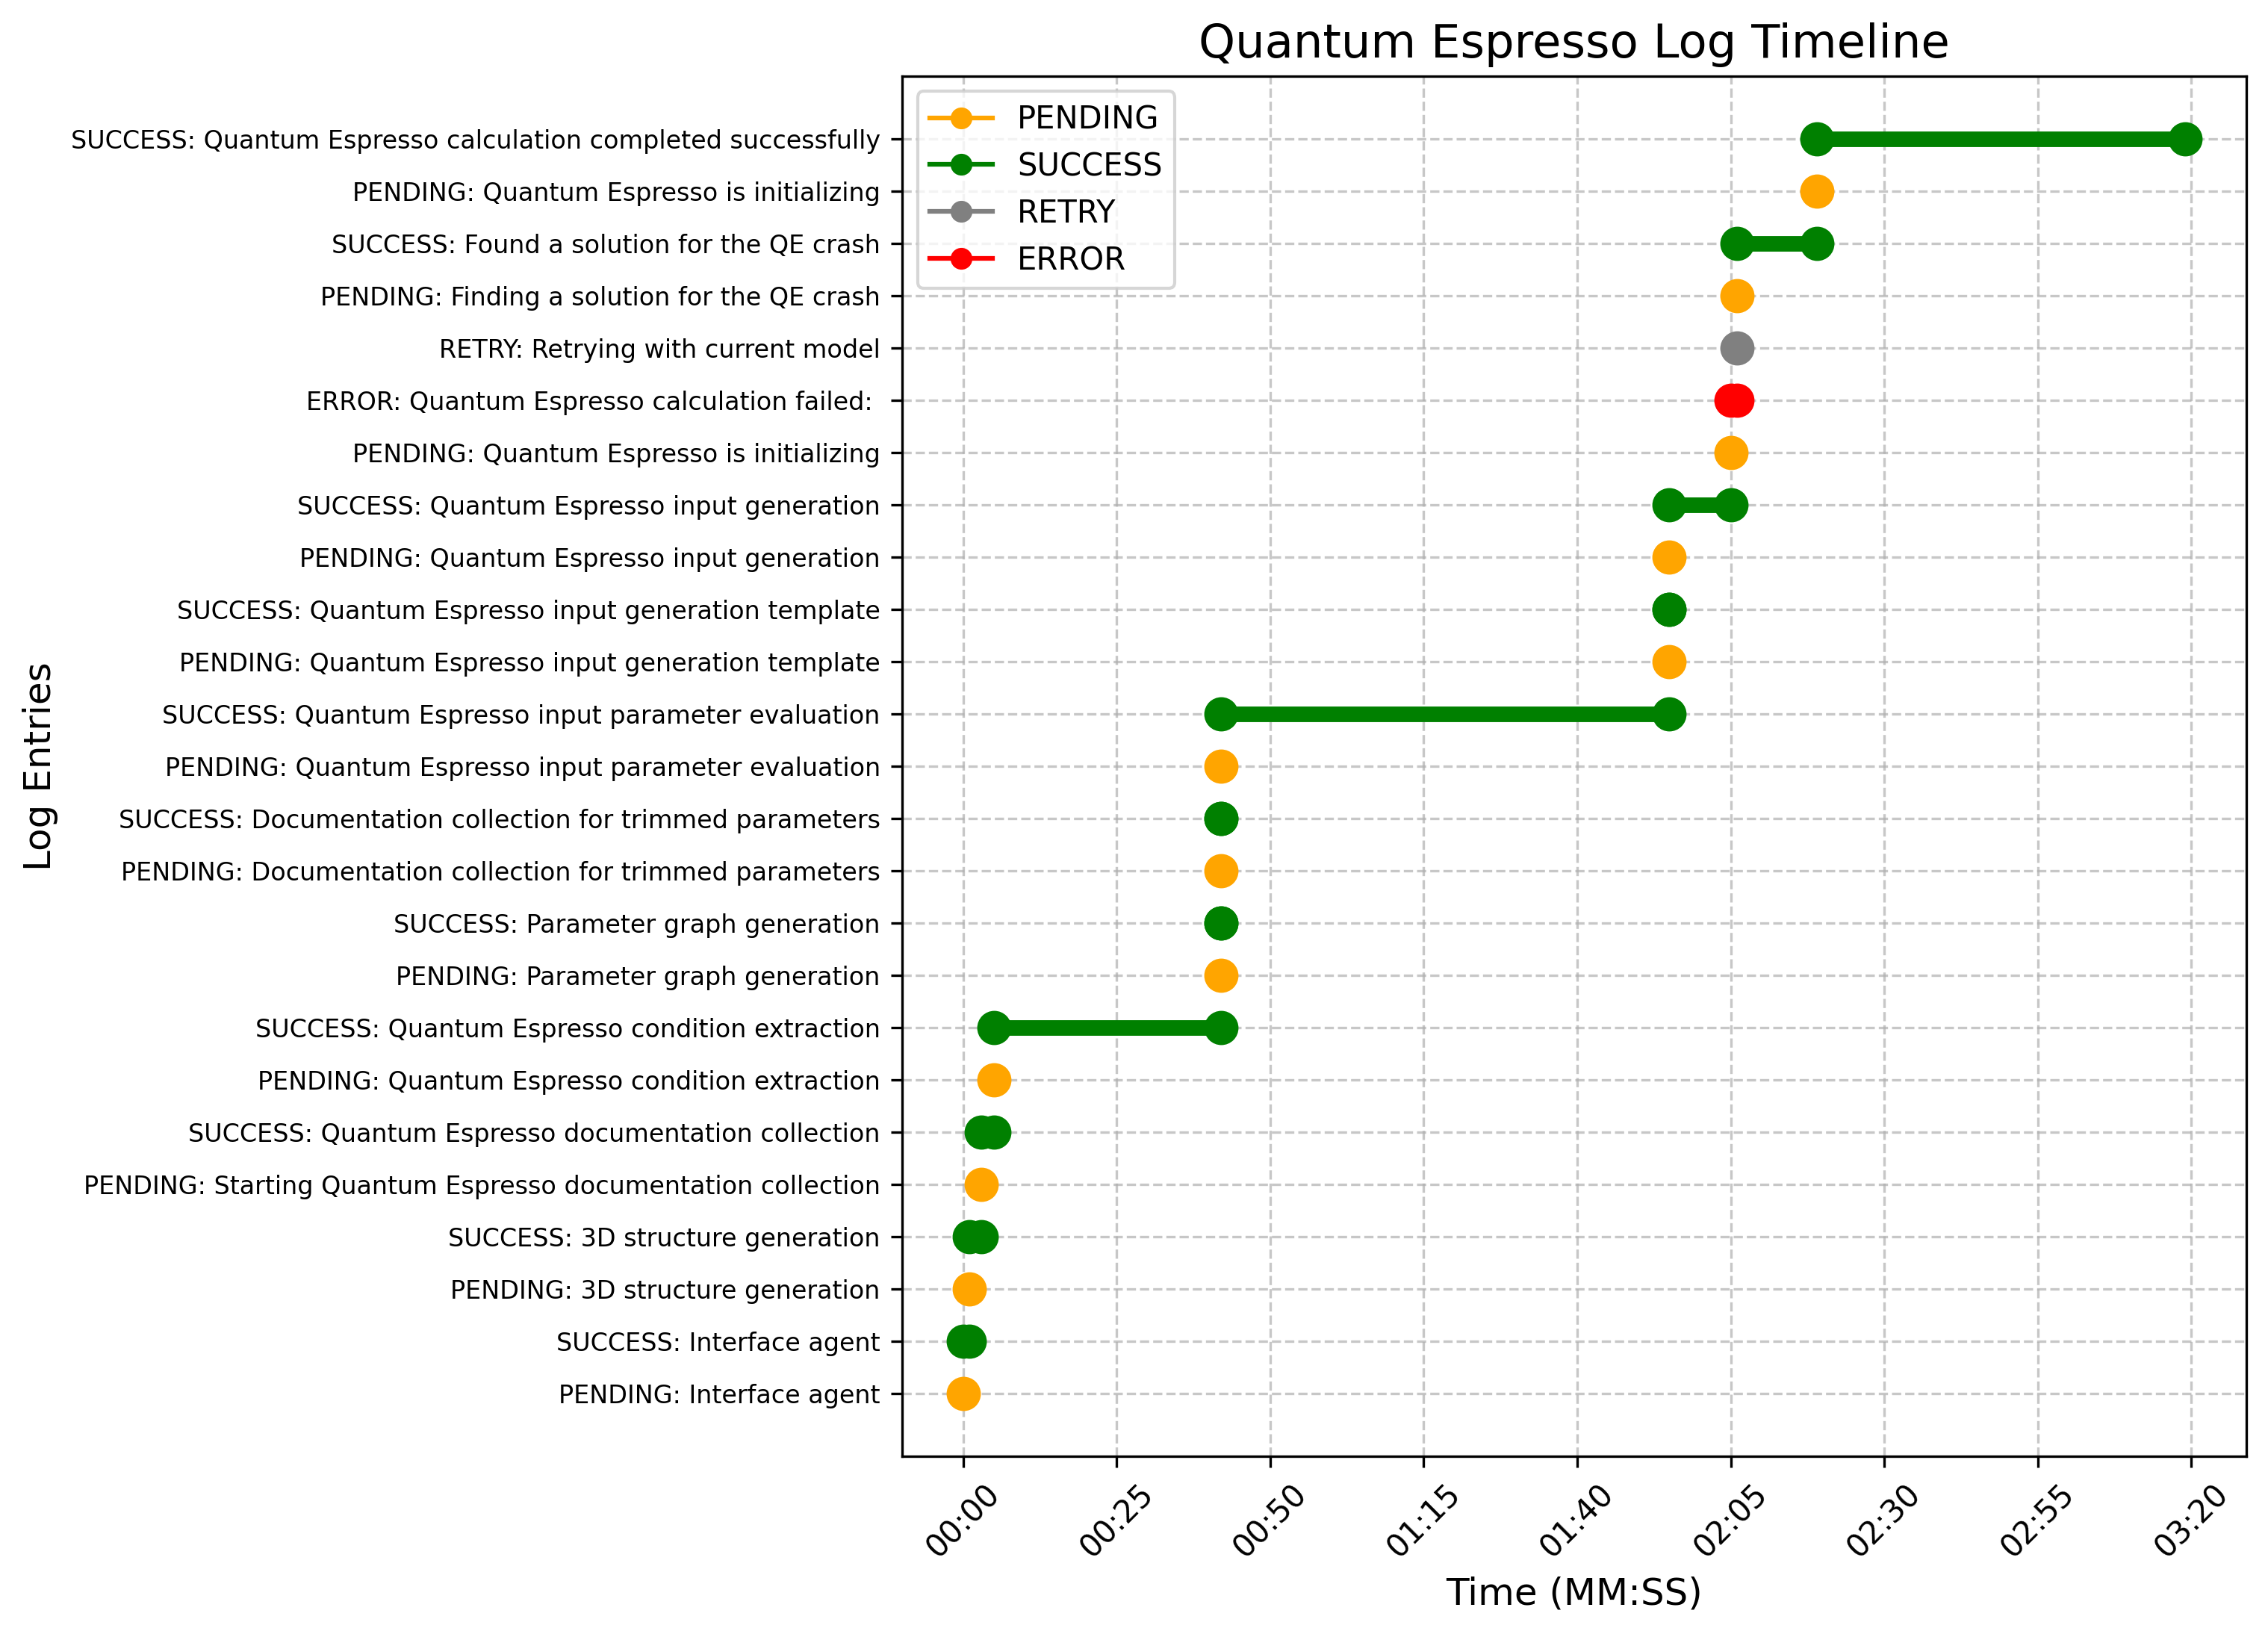 Quantum Espresso Log Timeline
PENDING
SUCCESS
RETRY
ERROR
Log Entries
SUCCESS: Quantum Espresso calculation completed successfully
PENDING: Quantum Espresso is initializing
SUCCESS: Found a solution for the QE crash
PENDING: Finding a solution for the QE crash
RETRY: Retrying with current model
ERROR: Quantum Espresso calculation failed:
PENDING: Quantum Espresso is initializing
SUCCESS: Quantum Espresso input generation
PENDING: Quantum Espresso input generation
SUCCESS: Quantum Espresso input generation template
PENDING: Quantum Espresso input generation template
SUCCESS: Quantum Espresso input parameter evaluation
PENDING: Quantum Espresso input parameter evaluation
SUCCESS: Documentation collection for trimmed parameters
PENDING: Documentation collection for trimmed parameters
SUCCESS: Parameter graph generation
PENDING: Parameter graph generation
SUCCESS: Quantum Espresso condition extraction
PENDING: Quantum Espresso condition extraction
SUCCESS: Quantum Espresso documentation collection
PENDING: Starting Quantum Espresso documentation collection
SUCCESS: 3D structure generation
PENDING: 3D structure generation
SUCCESS: Interface agent
PENDING: Interface agent
00:00
00:25
00:50
01:15
01:40
02:05
02:30
02:55
03:20
Time (MM:SS)